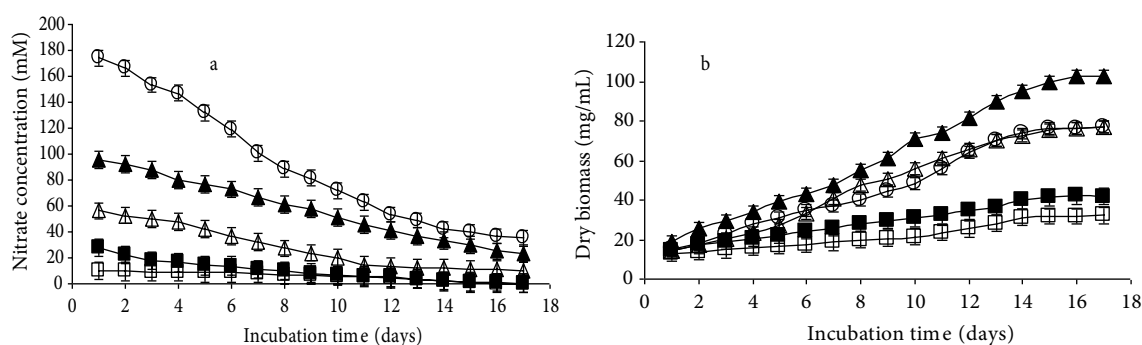 a
Nitrate concentration (mM)
200
180
160
140
120
100
80
60
40
20
0
0 2 4 6 8 10 12 14 16 18
Incubation time (days)
b
Dry biomass (mg/mL)
120
100
80
60
40
20
0
0 2 4 6 8 10 12 14 16 18
Incubation time (days)